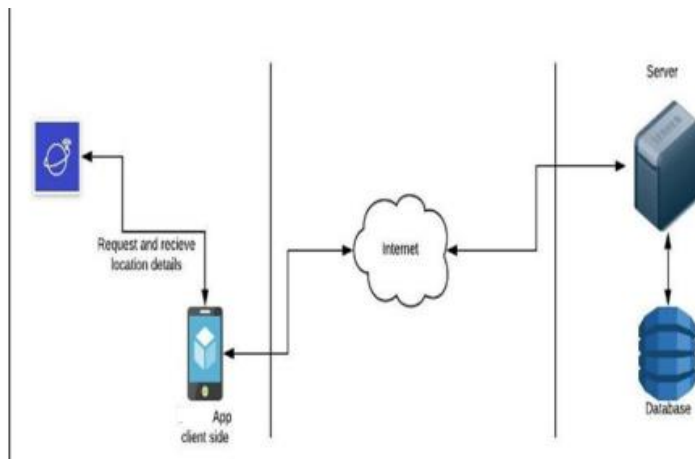 Server
Request and recieve
location details
Internet
App
client side
Database